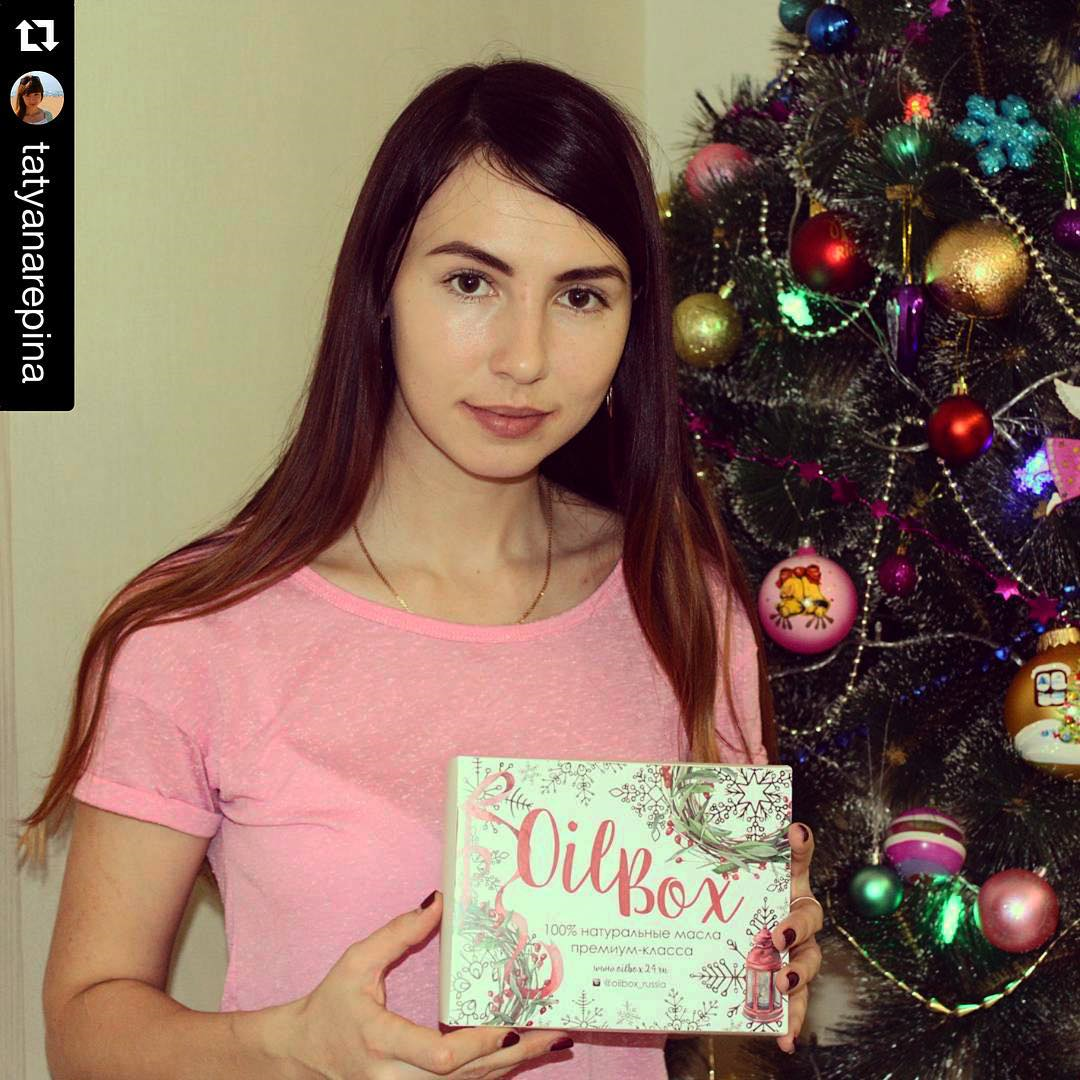 tatyanarepina
OilBox
100% натуральные масла
премиум-класса
www.oilbox24.ru
@oilbox_russia